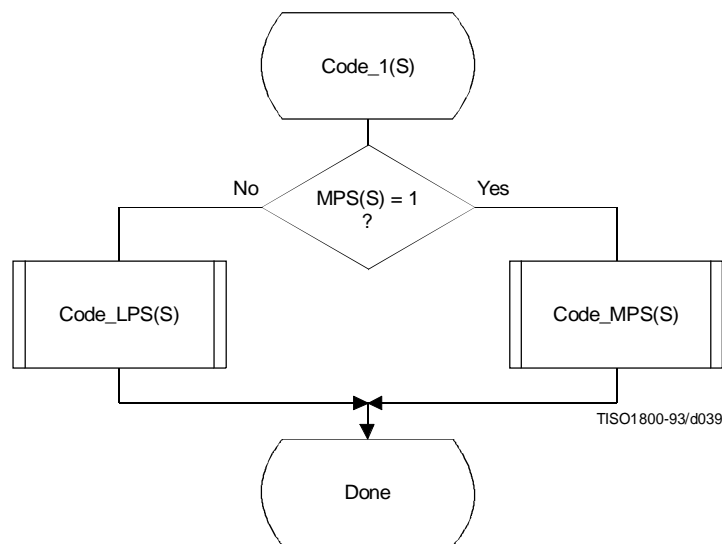 Code_1(S)
No
MPS(S) = 1
?
Yes
Code_LPS(S)
Code_MPS(S)
TISO1800-93/d039
Done